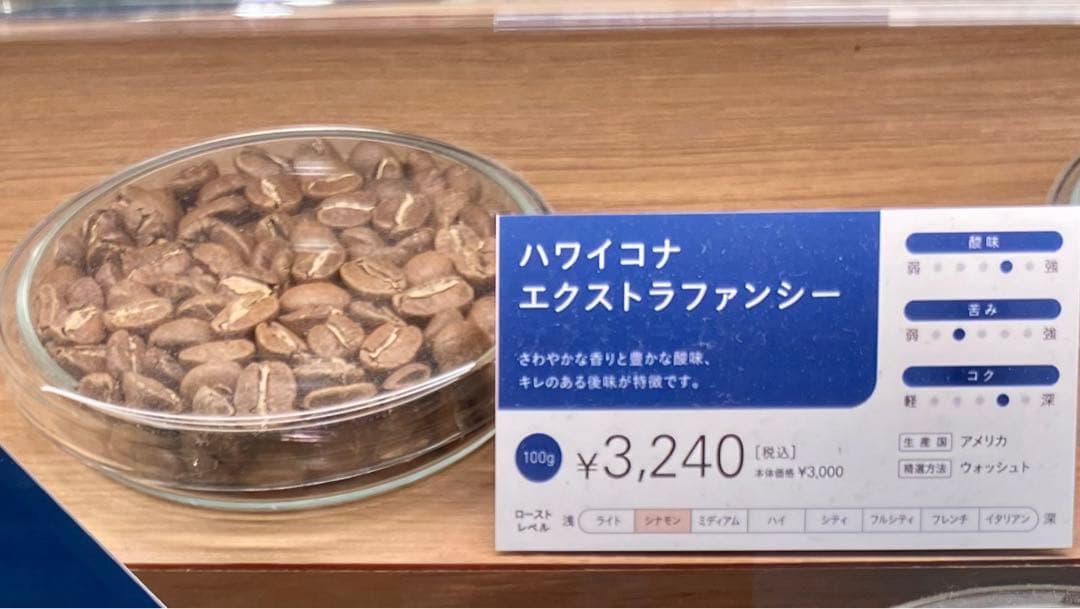 ハワイコナ
エクストラファンシー
さわやかな香りと豊かな酸味、
キレのある後味が特徴です。
100g ¥3,240 [税込]
本体価格 ¥3,000
酸味
弱 強
苦み
弱 強
コク
軽 深
生産国 アメリカ
精選方法 ウォッシュト
ロースト
レベル
浅 ライト シナモン ミディアム ハイ シティ フルシティ フレンチ イタリアン 深